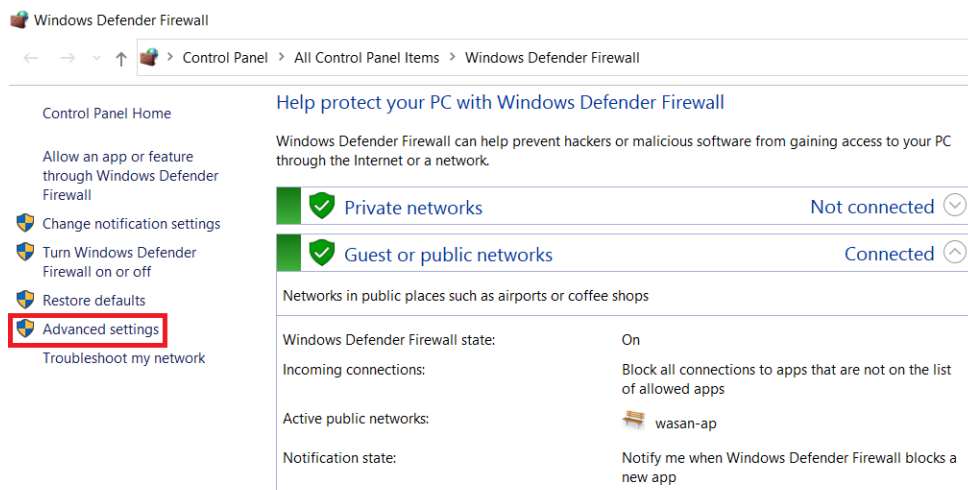 Windows Defender Firewall
Control Panel > All Control Panel Items > Windows Defender Firewall
Control Panel Home
Allow an app or feature
through Windows Defender
Firewall
Change notification settings
Turn Windows Defender
Firewall on or off
Restore defaults
Advanced settings
Troubleshoot my network
Help protect your PC with Windows Defender Firewall
Windows Defender Firewall can help prevent hackers or malicious software from gaining access to your PC
through the Internet or a network.
Private networks Not connected
Guest or public networks Connected
Networks in public places such as airports or coffee shops
Windows Defender Firewall state: On
Incoming connections: Block all connections to apps that are not on the list
of allowed apps
Active public networks: wasan-ap
Notification state: Notify me when Windows Defender Firewall blocks a
new app